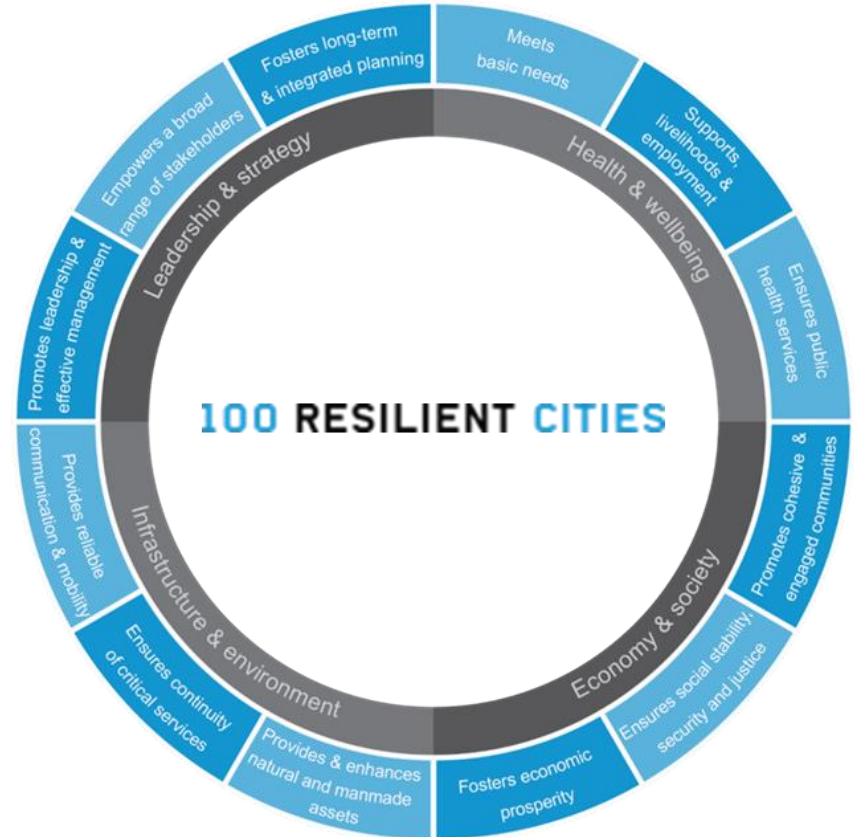 Meets
basic needs
Supports,
livelihoods &
employment
Ensures public
health services
Promotes cohesive &
engaged communities
Ensures social stability,
security and justice
Fosters economic
prosperity
Provides & enhances
natural and manmade
assets
Ensures continuity
of critical services
Provides reliable
communication & mobility
Promotes leadership &
effective management
Empowers a broad
range of stakeholders
Fosters long-term
& integrated planning
Health & wellbeing
Economy & society
Infrastructure & environment
Leadership & strategy
100 RESILIENT CITIES